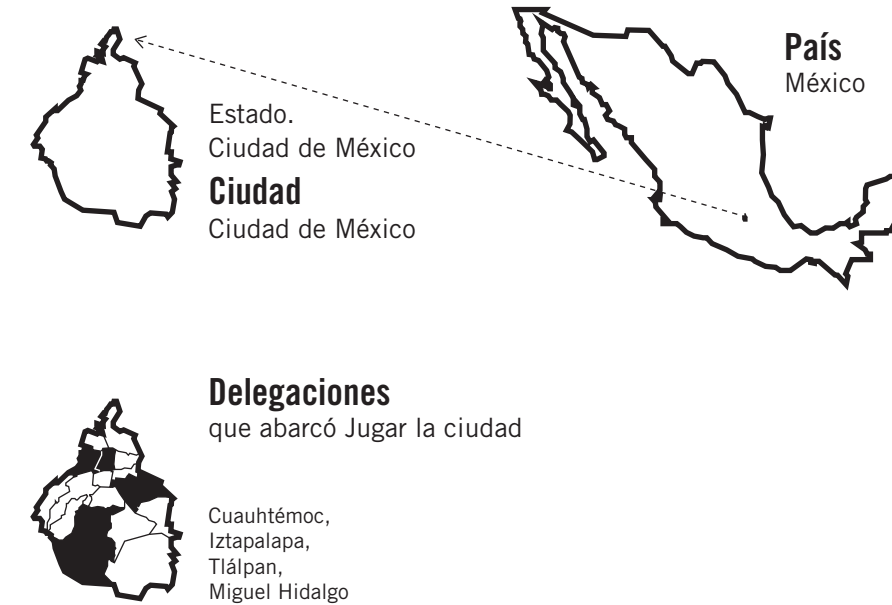 País
México
Estado.
Ciudad de México
Ciudad
Ciudad de México
Delegaciones
que abarcó Jugar la ciudad
Cuauhtémoc,
Iztapalapa,
Tlálpan,
Miguel Hidalgo